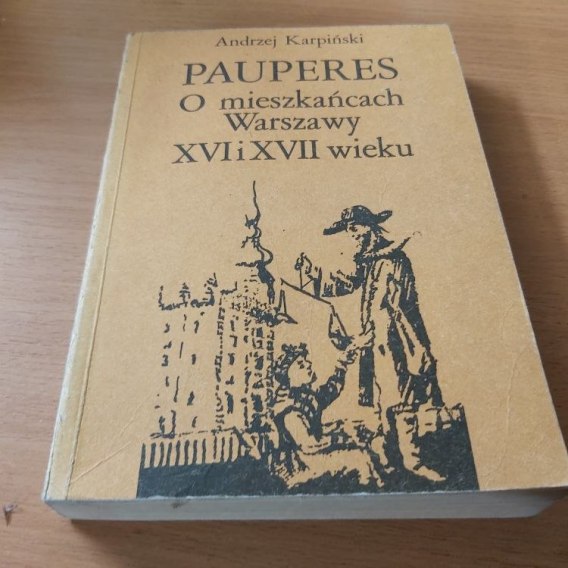 Andrzej Karpiński
PAUPERES
O mieszkańcach
Warszawy
XVI i XVII wieku